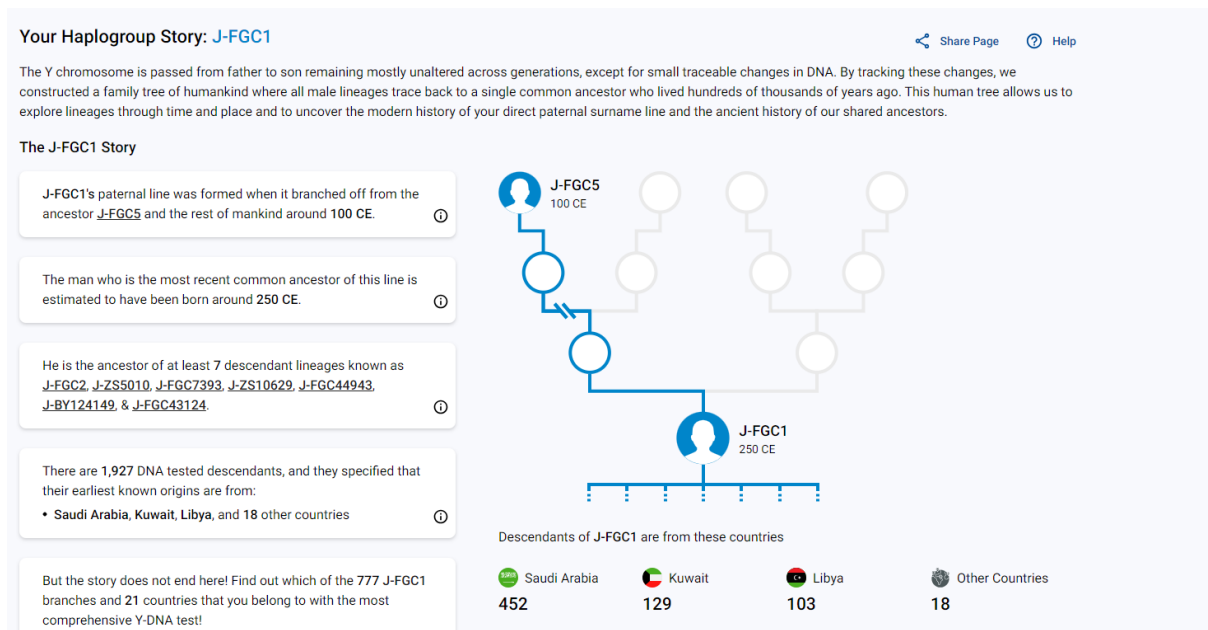 Your Haplogroup Story: J-FGC1
Share Page
Help
The Y chromosome is passed from father to son remaining mostly unaltered across generations, except for small traceable changes in DNA. By tracking these changes, we
constructed a family tree of humankind where all male lineages trace back to a single common ancestor who lived hundreds of thousands of years ago. This human tree allows us to
explore lineages through time and place and to uncover the modern history of your direct paternal surname line and the ancient history of our shared ancestors.
The J-FGC1 Story
J-FGC1's paternal line was formed when it branched off from the
ancestor J-FGC5 and the rest of mankind around 100 CE.
The man who is the most recent common ancestor of this line is
estimated to have been born around 250 CE.
He is the ancestor of at least 7 descendant lineages known as
J-FGC2, J-ZS5010, J-FGC7393, J-ZS10629, J-FGC44943,
J-BY124149, & J-FGC43124.
There are 1,927 DNA tested descendants, and they specified that
their earliest known origins are from:
• Saudi Arabia, Kuwait, Libya, and 18 other countries
But the story does not end here! Find out which of the 777 J-FGC1
branches and 21 countries that you belong to with the most
comprehensive Y-DNA test!
J-FGC5
100 CE
J-FGC1
250 CE
Descendants of J-FGC1 are from these countries
Saudi Arabia
452
Kuwait
129
Libya
103
Other Countries
18